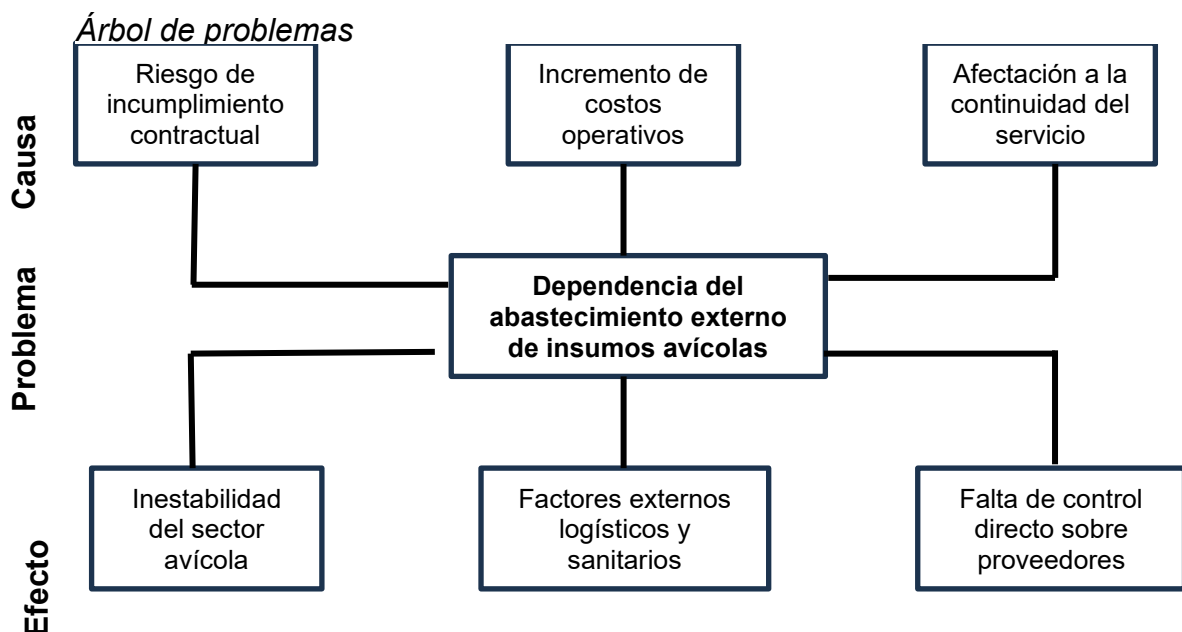 Árbol de problemas
Causa
Riesgo de
incumplimiento
contractual
Incremento de
costos
operativos
Afectación a la
continuidad del
servicio
Problema
Dependencia del
abastecimiento externo
de insumos avícolas
Efecto
Inestabilidad
del sector
avícola
Factores externos
logísticos y
sanitarios
Falta de control
directo sobre
proveedores